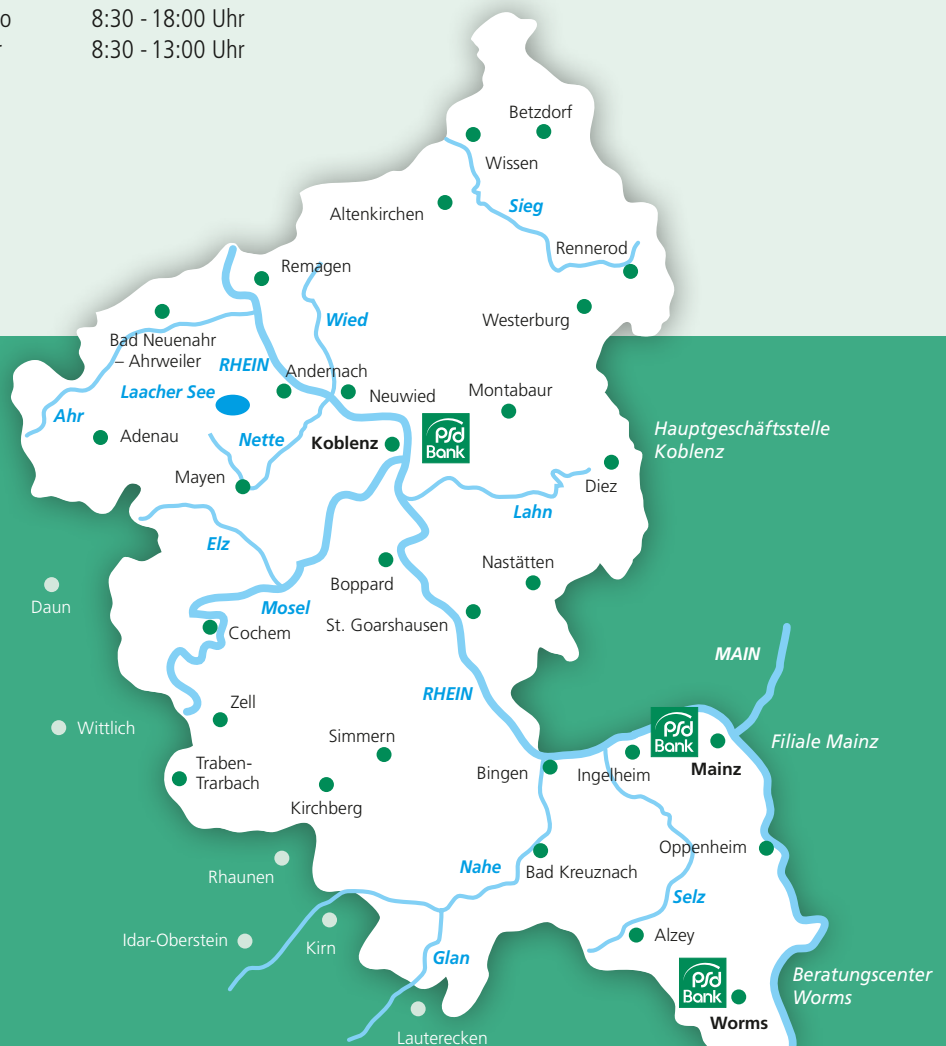 o 8:30 - 18:00 Uhr
r 8:30 - 13:00 Uhr
Betzdorf
Wissen
Sieg
Altenkirchen
Rennerod
Remagen
Wied
Westerburg
Bad Neuenahr
– Ahrweiler
RHEIN
Andernach
Laacher See
Neuwied
Montabaur
Ahr
Adenau
Nette
Koblenz
psd
Bank
Hauptgeschäftsstelle
Koblenz
Mayen
Diez
Lahn
Elz
Nastätten
Boppard
Daun
Mosel
Cochem
St. Goarshausen
MAIN
RHEIN
Zell
Wittlich
Simmern
psd
Bank
Filiale Mainz
Traben-
Trarbach
Bingen
Ingelheim
Mainz
Kirchberg
Oppenheim
Rhaunen
Nahe
Bad Kreuznach
Selz
Idar-Oberstein
Kirn
Alzey
Glan
psd
Bank
Beratungscenter
Worms
Worms
Lauterecken